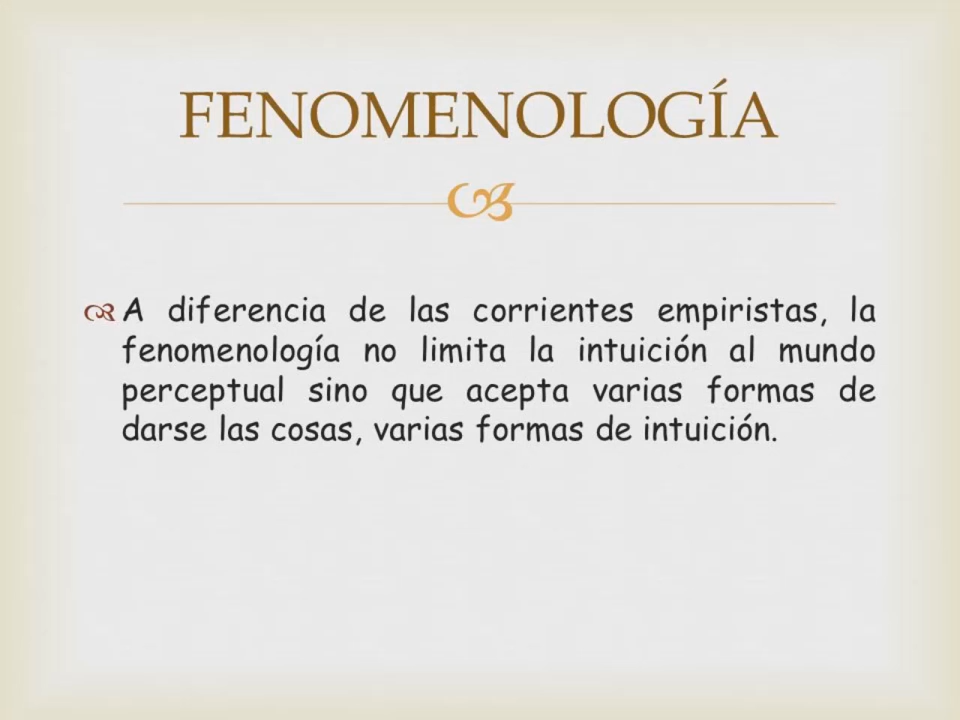 FENOMENOLOGÍA
A diferencia de las corrientes empiristas, la
fenomenología no limita la intuición al mundo
perceptual sino que acepta varias formas de
darse las cosas, varias formas de intuición.